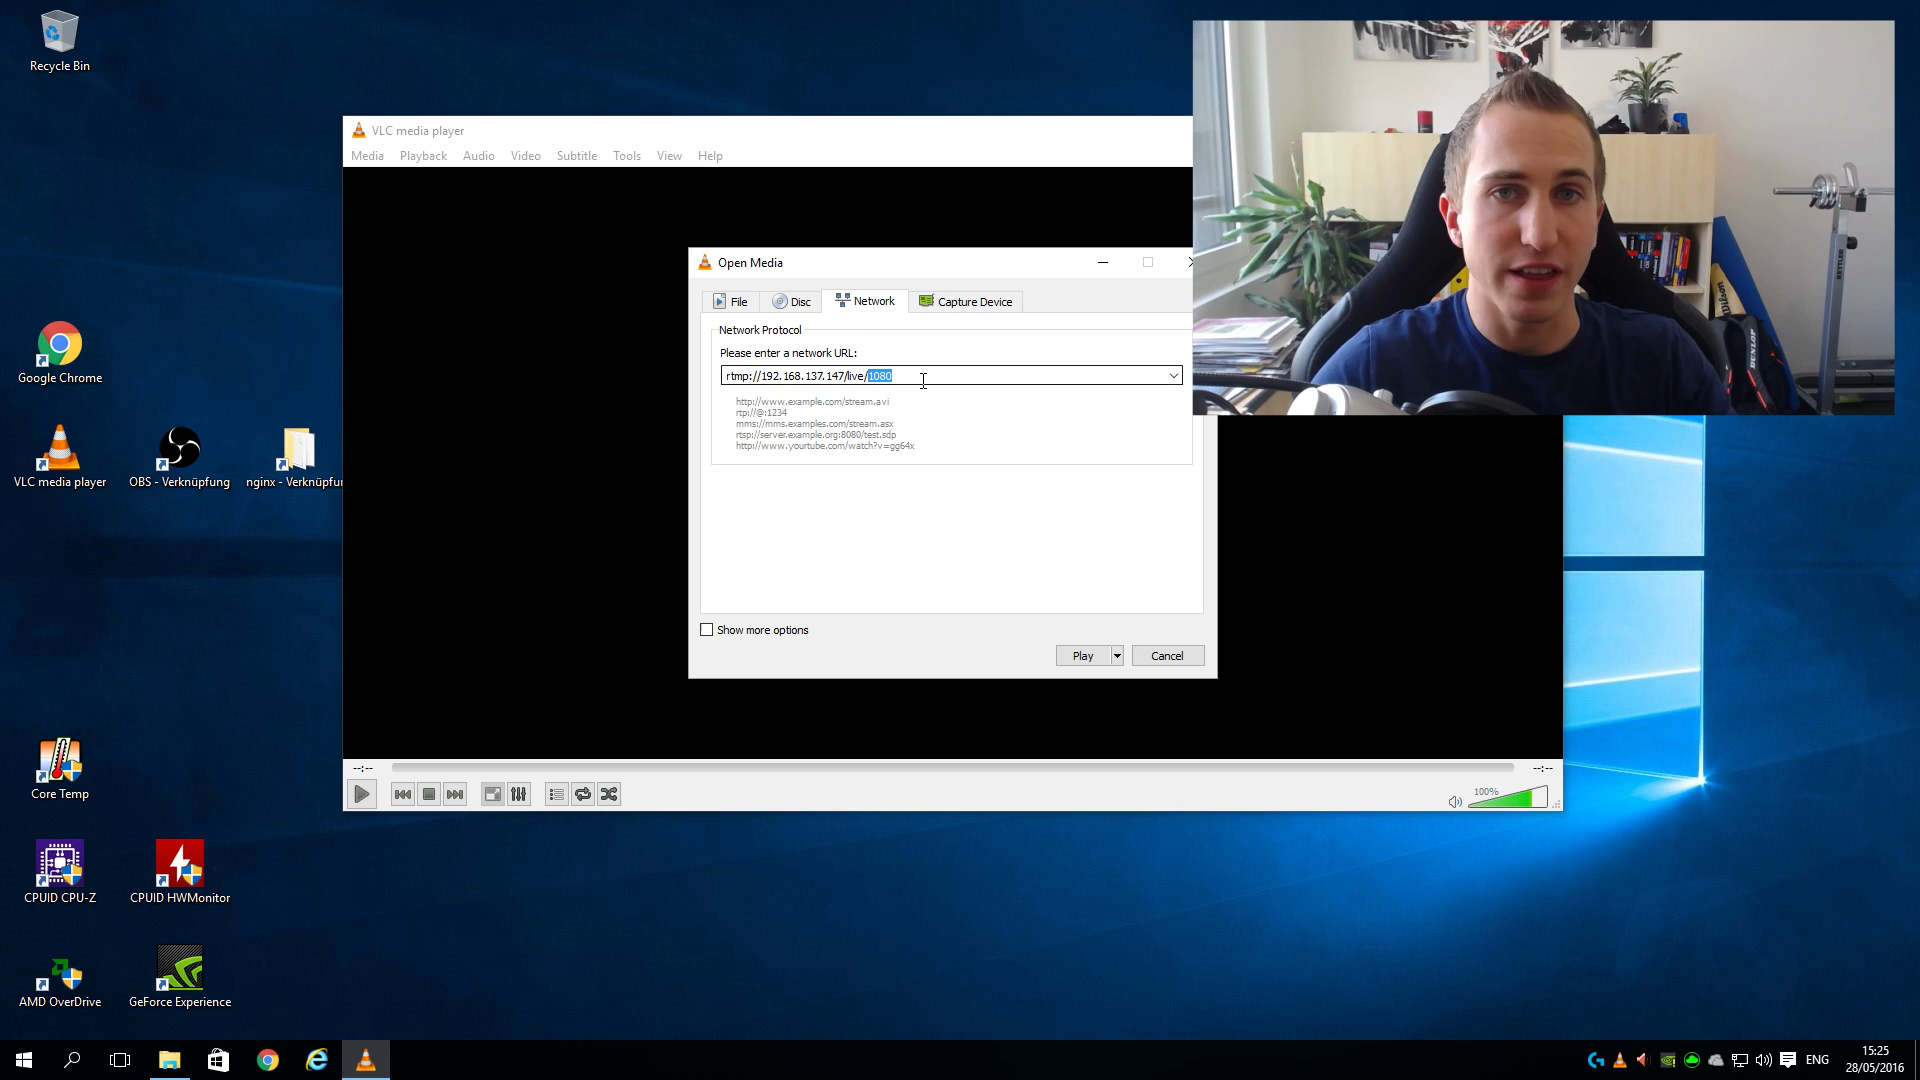 Recycle Bin
VLC media player
Media Playback Audio Video Subtitle Tools View Help
Open Media
File Disc Network Capture Device
Network Protocol
Please enter a network URL:
rtmp://192.168.137.147/live/1080
http://www.example.com/stream.avi
rtp://@:1234
mms://mms.examples.com/stream.asx
rtsp://server.example.org:8080/test.sdp
http://www.yourtube.com/watch?v=gg64x
Show more options
Play Cancel
Google Chrome
VLC media player
OBS - Verknüpfung
nginx - Verknüpfu
Core Temp
--:-- --:--
100%
CPUID CPU-Z
CPUID HWMonitor
AMD OverDrive
GeForce Experience
ENG
15:25
28/05/2016
Wilson
DUNLOP
KETTLER